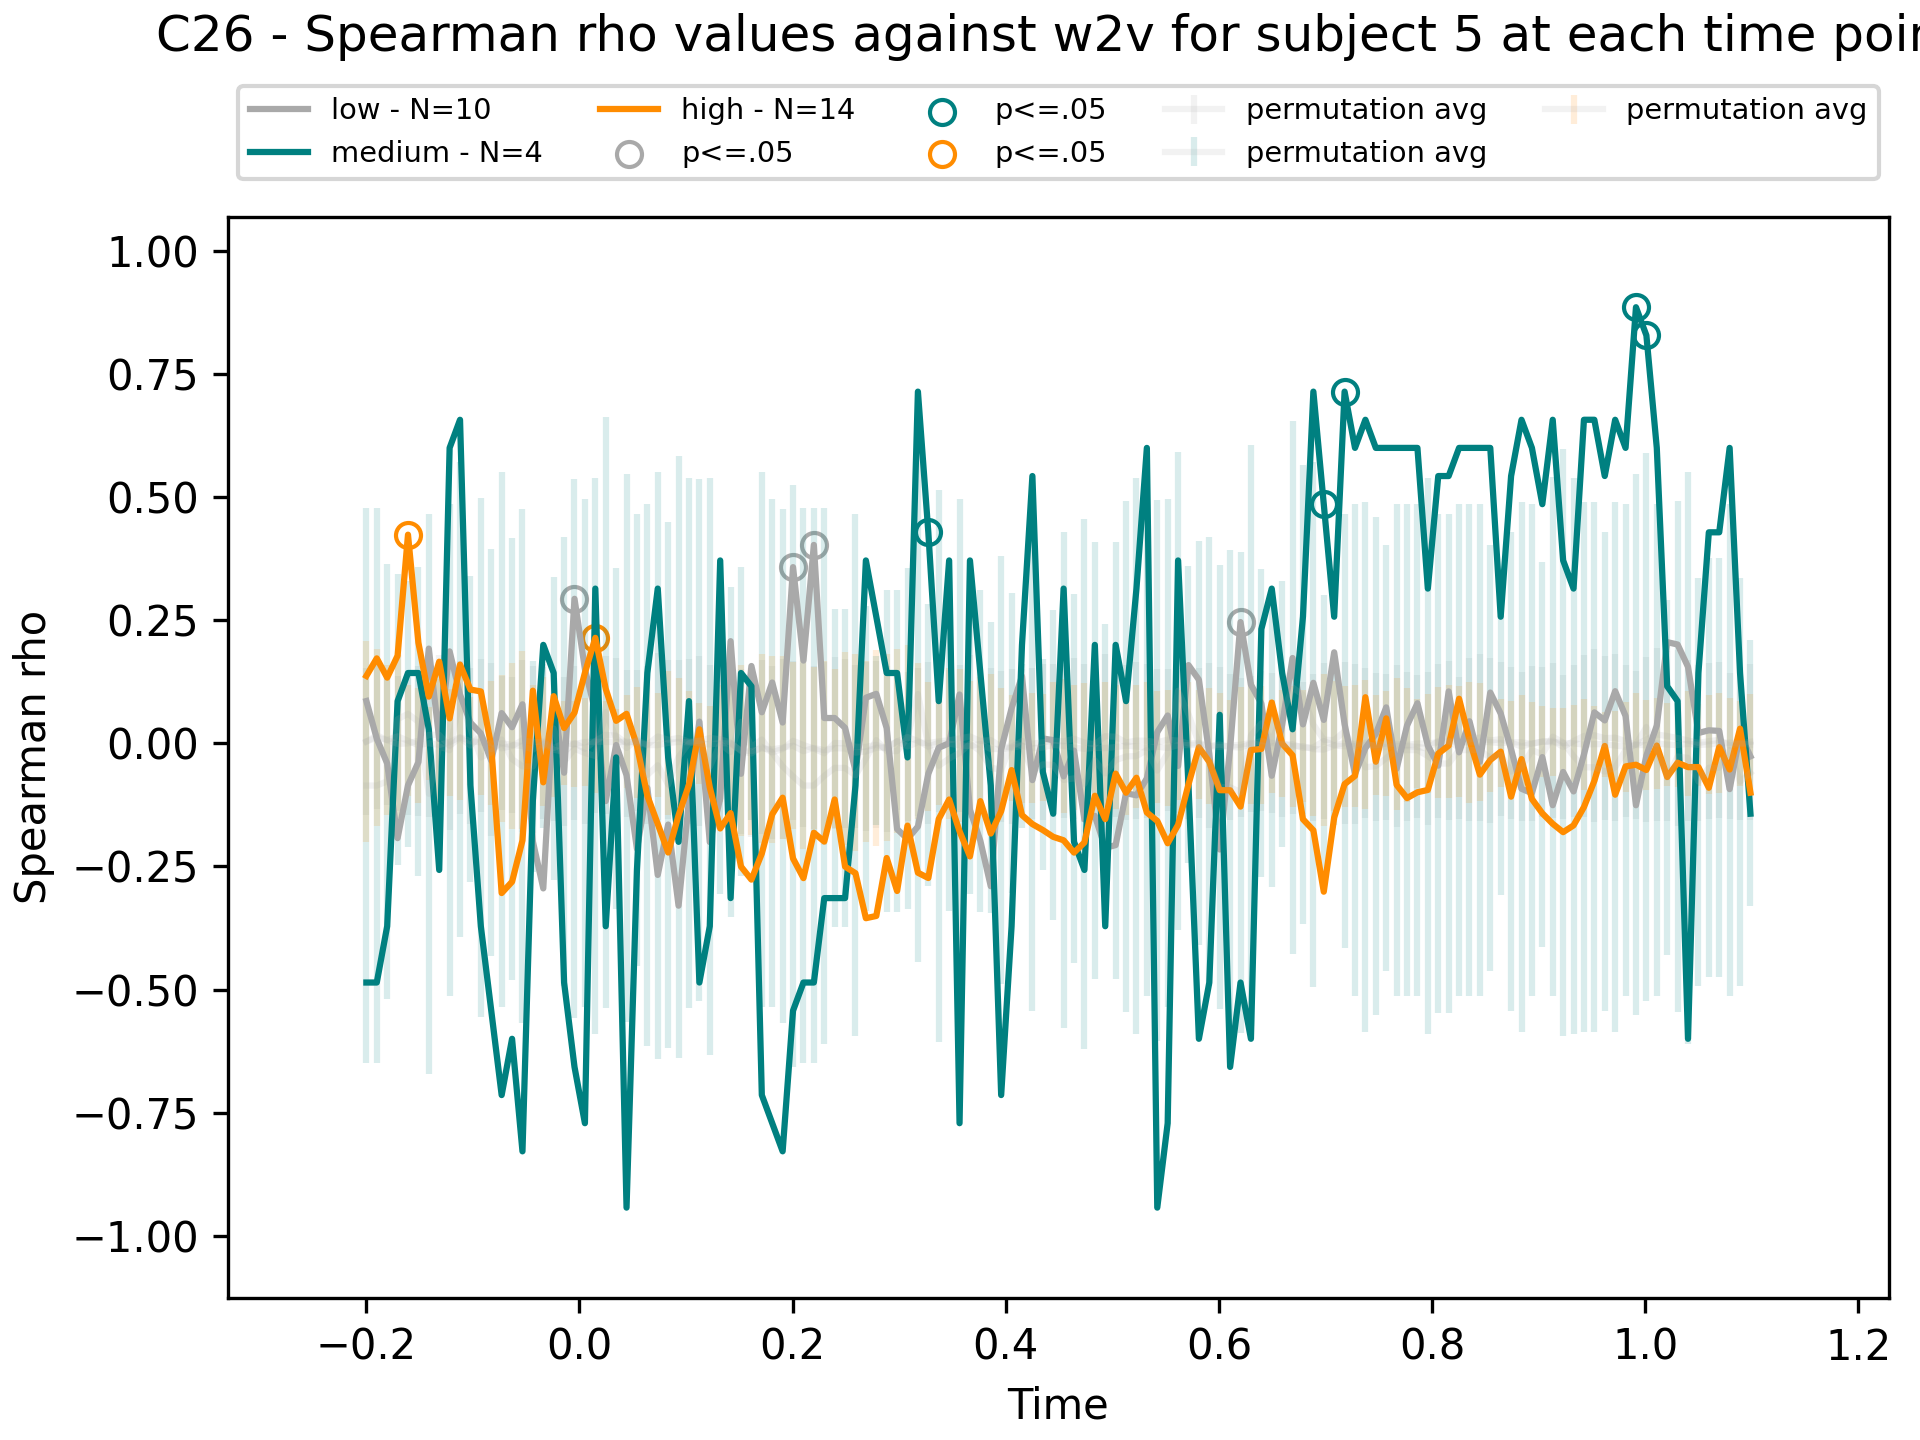 C26 - Spearman rho values against w2v for subject 5 at each time poin
low - N=10 high - N=14 p<=.05 permutation avg permutation avg
medium - N=4 p<=.05 p<=.05 permutation avg
1.00
0.75
0.50
0.25
0.00
−0.25
−0.50
−0.75
−1.00
Spearman rho
−0.2 0.0 0.2 0.4 0.6 0.8 1.0 1.2
Time